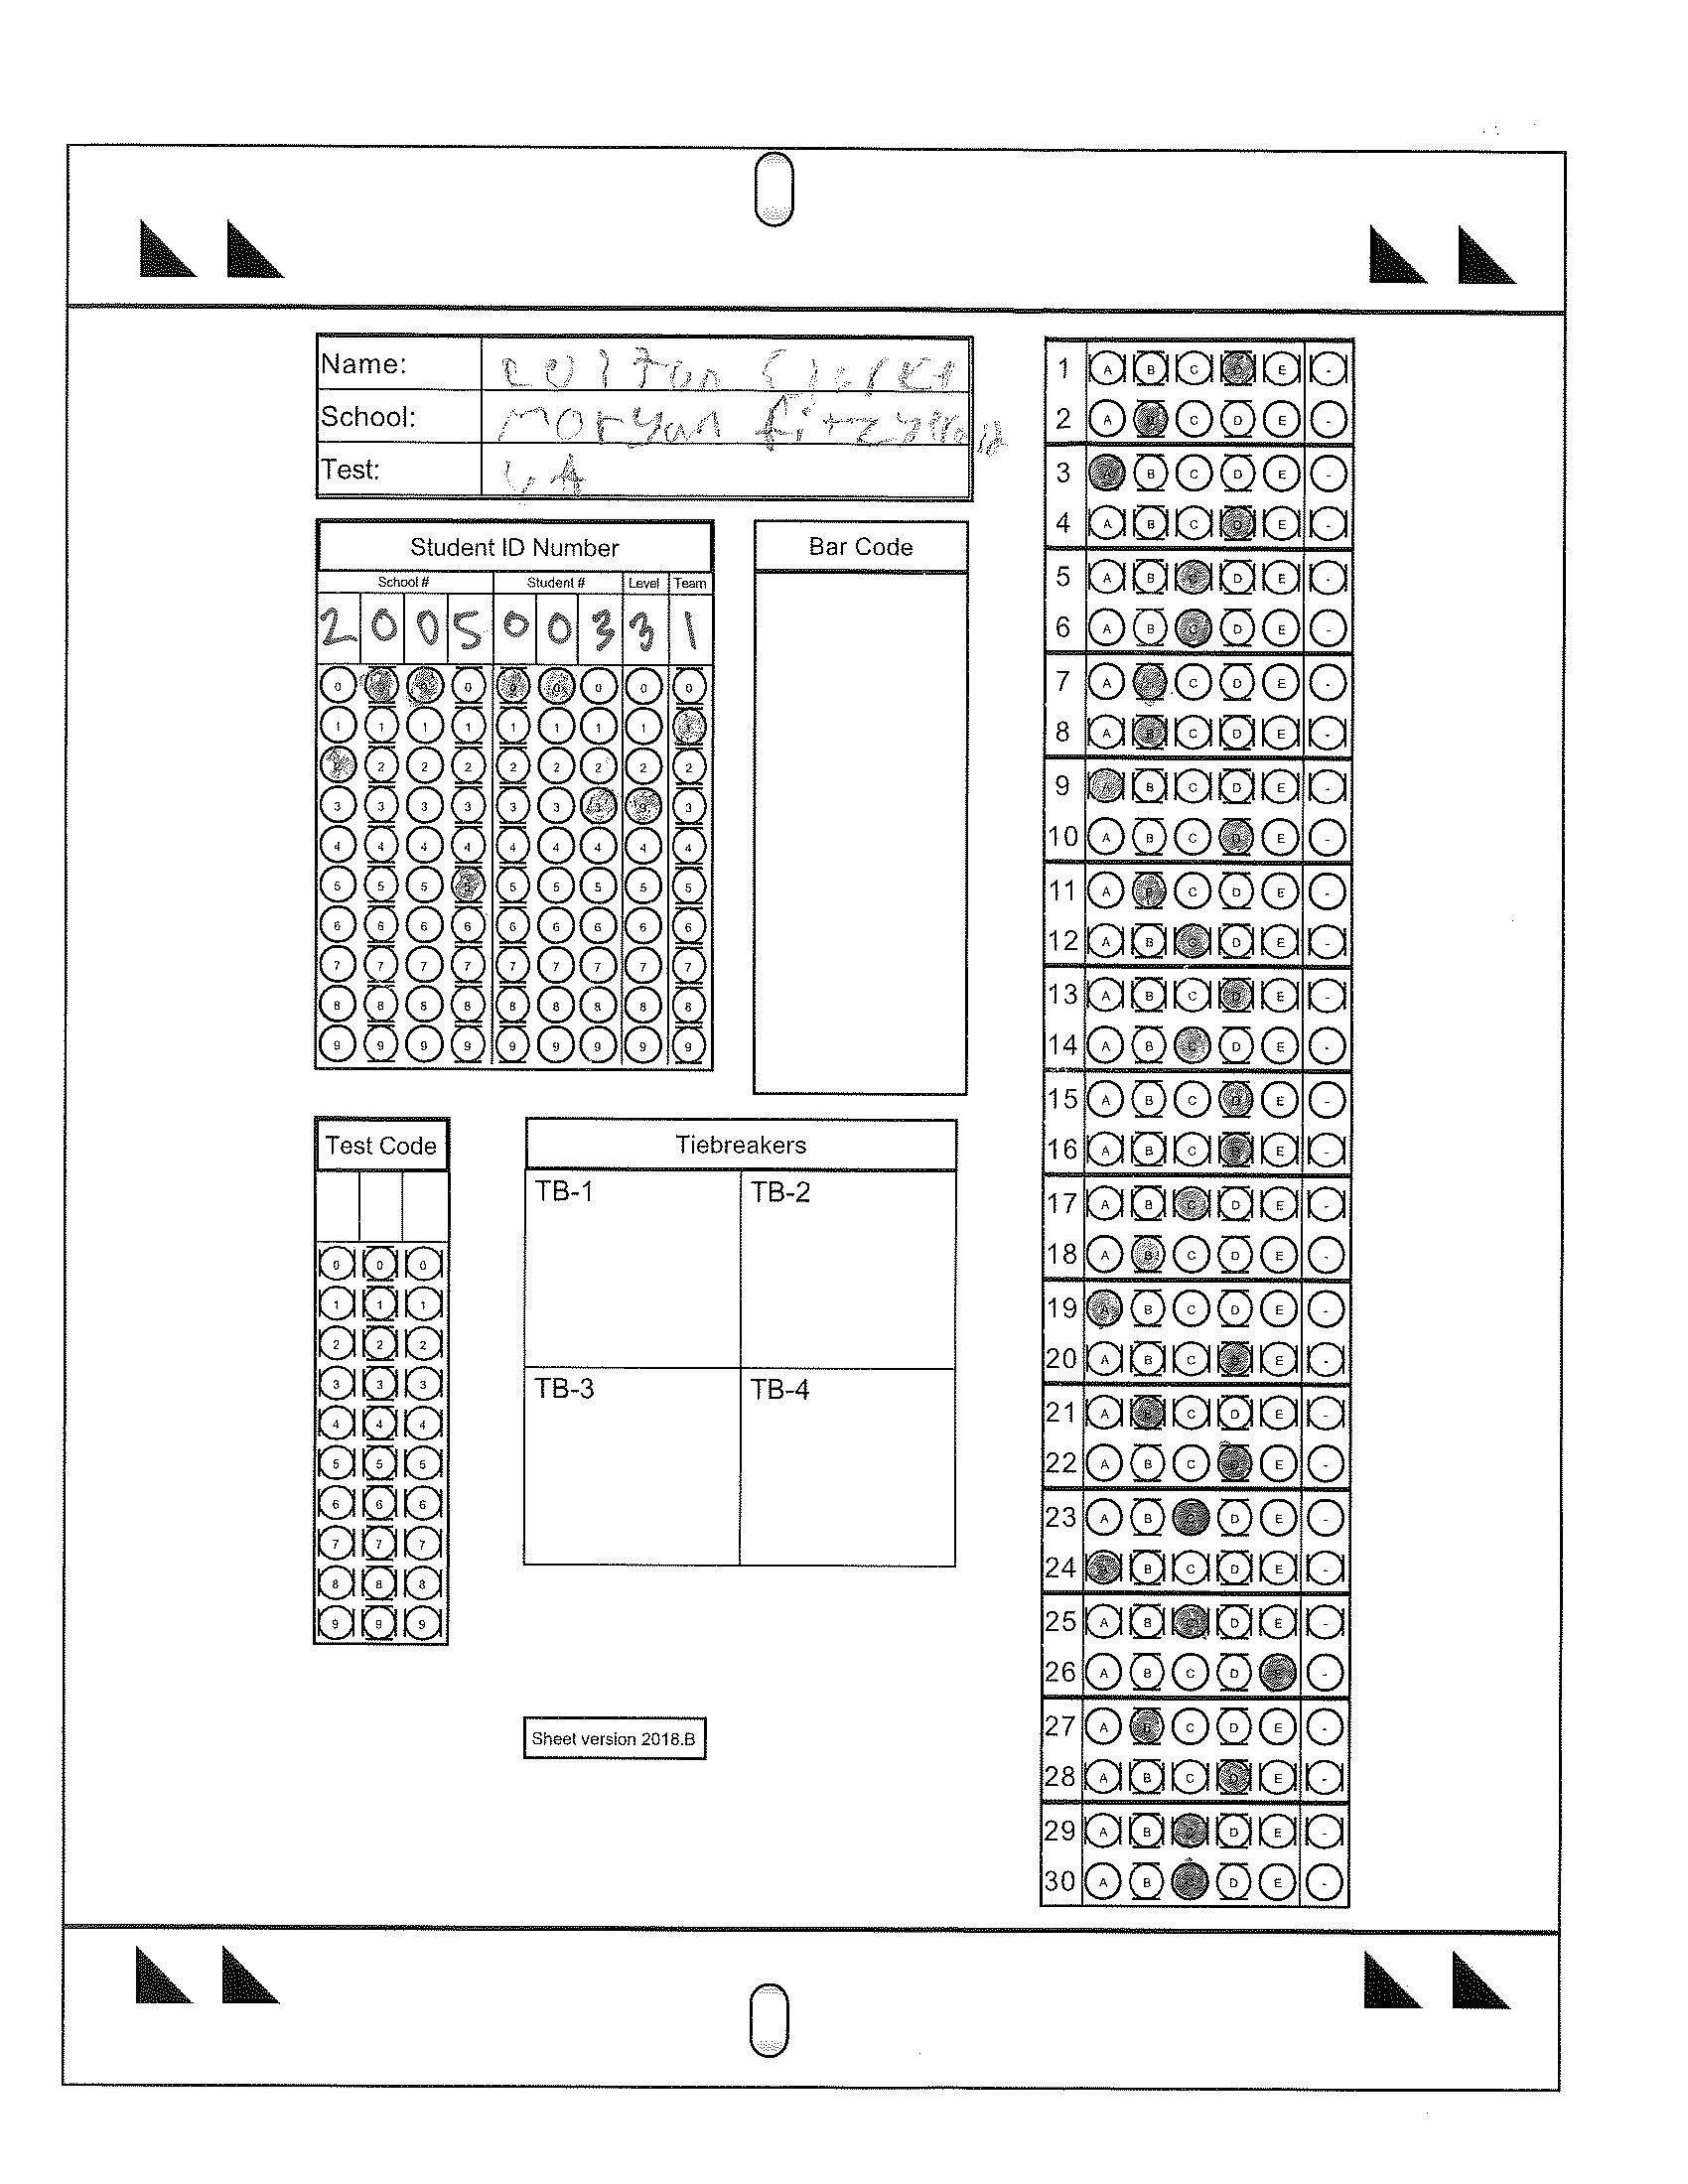 Name: Colton
School: Morgan Fitzgerald
Test: LA
Student ID Number
School # Student # Level Team
2 0 0 5 0 0 3 3 1
0 0 0 0 0 0 0 0 0
1 1 1 1 1 1 1 1 1
2 2 2 2 2 2 2 2 2
3 3 3 3 3 3 3 3 3
4 4 4 4 4 4 4 4 4
5 5 5 5 5 5 5 5 5
6 6 6 6 6 6 6 6 6
7 7 7 7 7 7 7 7 7
8 8 8 8 8 8 8 8 8
9 9 9 9 9 9 9 9 9
Bar Code
Test Code
0 0 0
1 1 1
2 2 2
3 3 3
4 4 4
5 5 5
6 6 6
7 7 7
8 8 8
9 9 9
Tiebreakers
TB-1 TB-2
TB-3 TB-4
Sheet version 2018.B
1 A B C D E -
2 A B C D E -
3 A B C D E -
4 A B C D E -
5 A B C D E -
6 A B C D E -
7 A C D E -
8 A B C D E -
9 A B C D E -
10 A B C D E -
11 A B C D E -
12 A B C D E -
13 A B C D E -
14 A B C D E -
15 A B C D E -
16 A B C D E -
17 A B C D E -
18 A B C D E -
19 A B C D E -
20 A B C D E -
21 A B C D E -
22 A B C D E -
23 A B C D E -
24 A B C D E -
25 A B C D E -
26 A B C D -
27 A B C D E -
28 A B C D E -
29 A B C D E -
30 A B C D E -